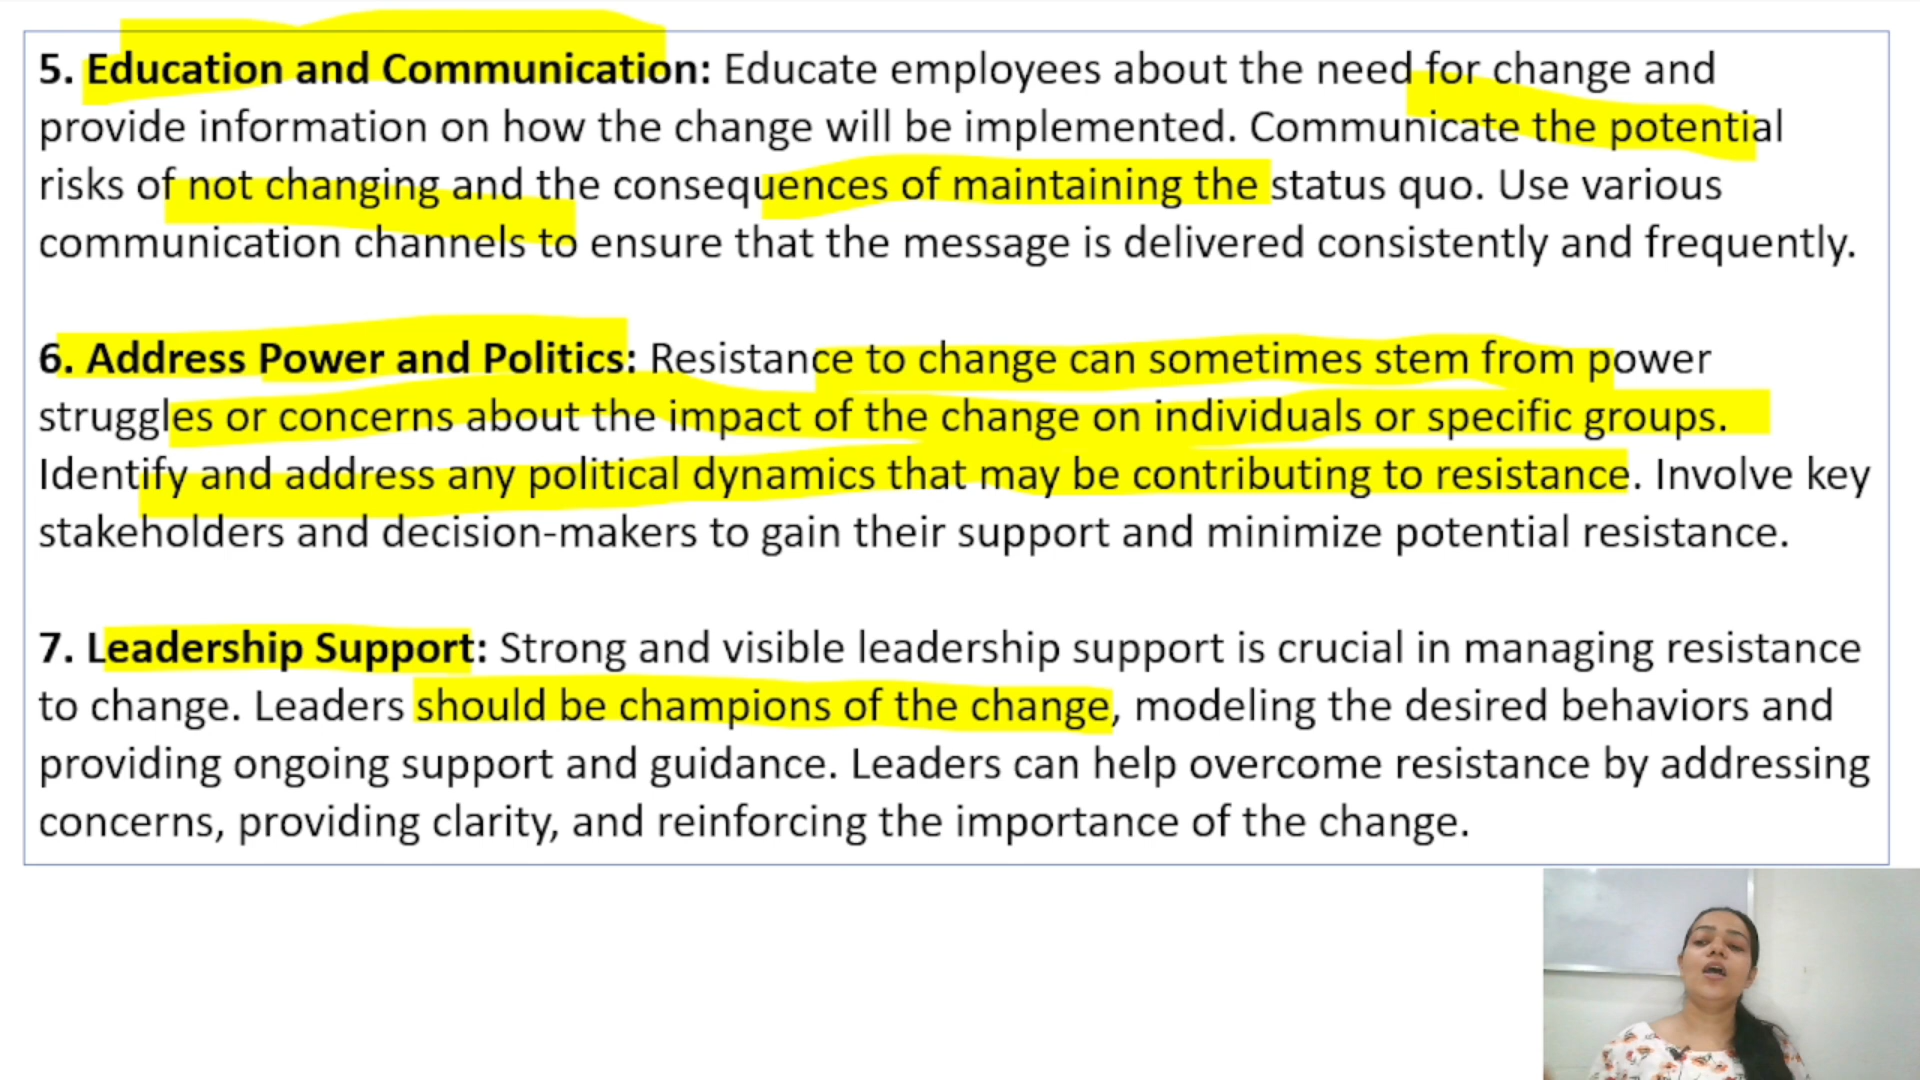 5. Education and Communication: Educate employees about the need for change and
provide information on how the change will be implemented. Communicate the potential
risks of not changing and the consequences of maintaining the status quo. Use various
communication channels to ensure that the message is delivered consistently and frequently.
6. Address Power and Politics: Resistance to change can sometimes stem from power
struggles or concerns about the impact of the change on individuals or specific groups.
Identify and address any political dynamics that may be contributing to resistance. Involve key
stakeholders and decision-makers to gain their support and minimize potential resistance.
7. Leadership Support: Strong and visible leadership support is crucial in managing resistance
to change. Leaders should be champions of the change, modeling the desired behaviors and
providing ongoing support and guidance. Leaders can help overcome resistance by addressing
concerns, providing clarity, and reinforcing the importance of the change.